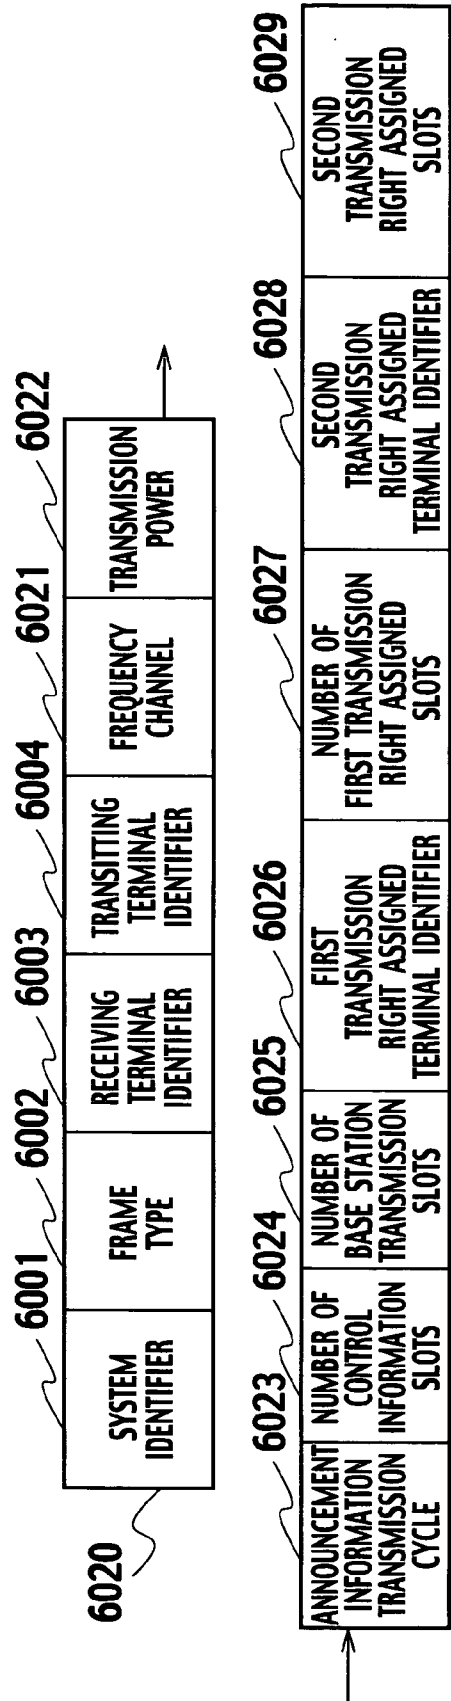 6001
6002
6003
6004
6021
6022
SYSTEM
IDENTIFIER
FRAME
TYPE
RECEIVING
TERMINAL
IDENTIFIER
TRANSITTING
TERMINAL
IDENTIFIER
FREQUENCY
CHANNEL
TRANSMISSION
POWER
6020
6023
6024
6025
6026
6027
6028
6029
ANNOUNCEMENT
INFORMATION
TRANSMISSION
CYCLE
NUMBER OF
CONTROL
INFORMATION
SLOTS
NUMBER OF
BASE STATION
TRANSMISSION
SLOTS
FIRST
TRANSMISSION
RIGHT ASSIGNED
TERMINAL IDENTIFIER
NUMBER OF
FIRST TRANSMISSION
RIGHT ASSIGNED
SLOTS
SECOND
TRANSMISSION
RIGHT ASSIGNED
TERMINAL IDENTIFIER
SECOND
TRANSMISSION
RIGHT ASSIGNED
SLOTS